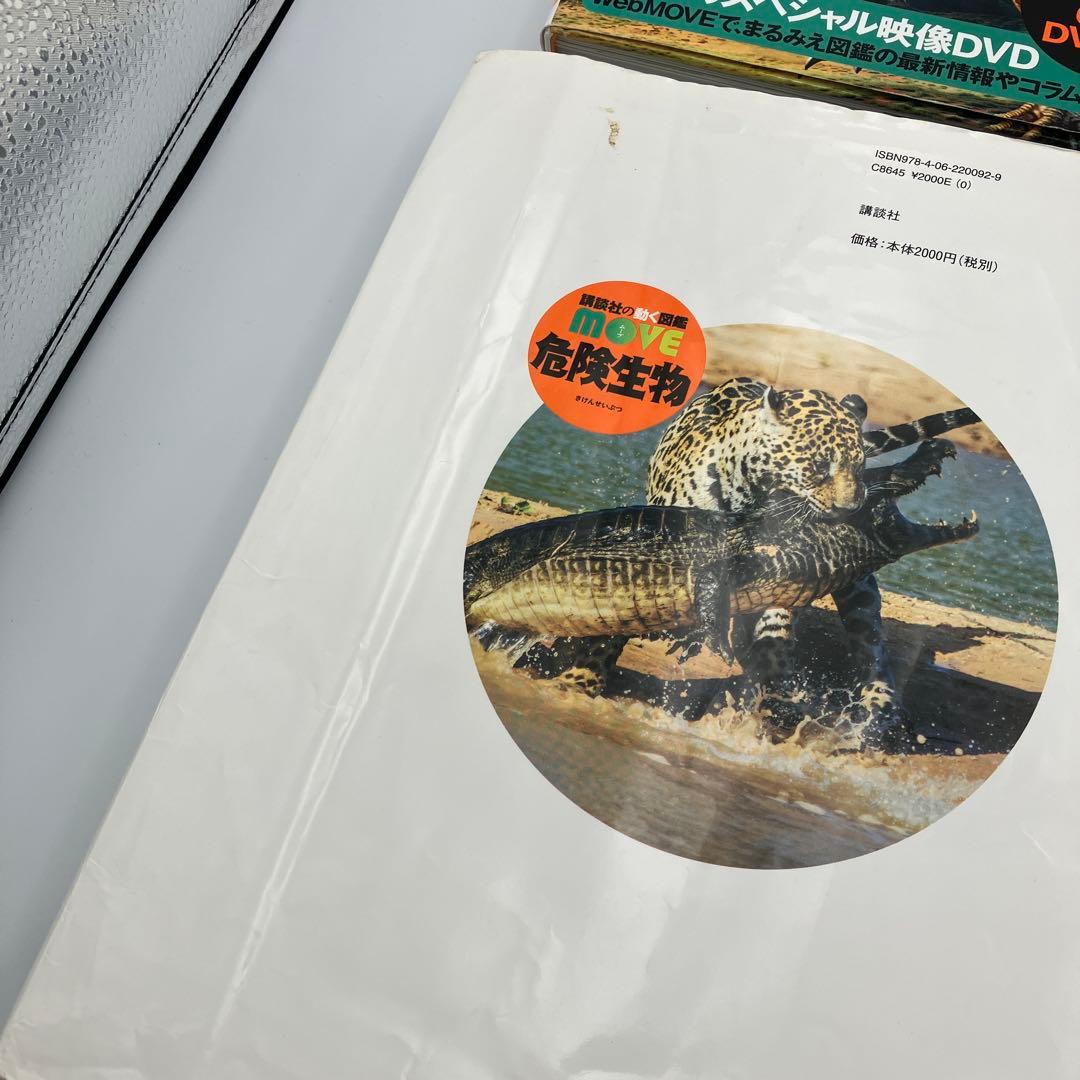 スペシャル映像DVD
webMOVEで、まるみえ図鑑の最新情報やコラム
ISBN978-4-06-220092-9
C8645 ¥2000E (0)
講談社
価格：本体2000円（税別）
講談社の動く図鑑
MOVE
ムーブ
危険生物
きけんせいぶつ